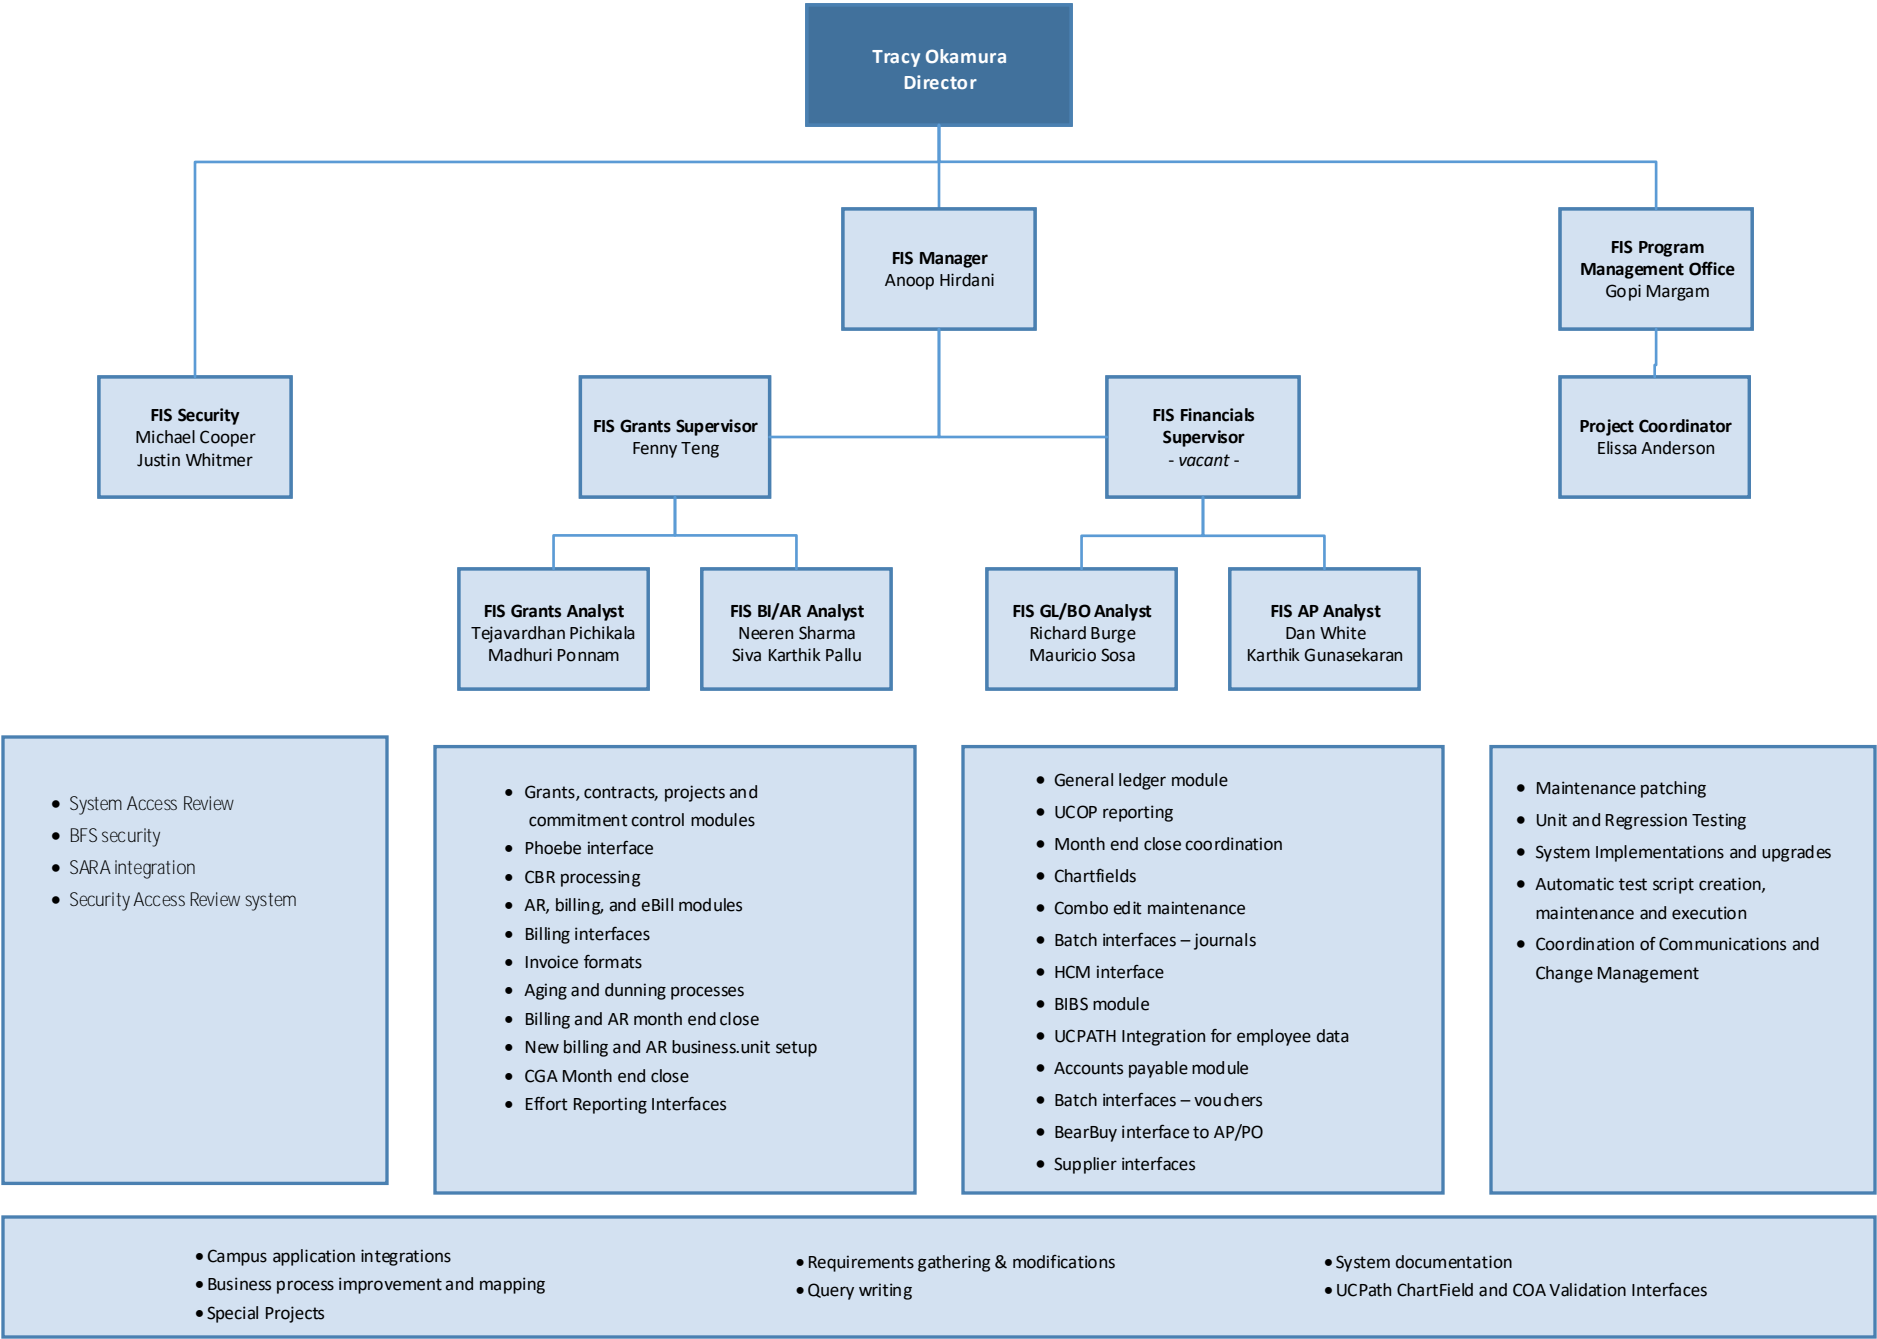 Tracy Okamura
Director
FIS Manager
Anoop Hirdani
FIS Program
Management Office
Gopi Margam
FIS Security
Michael Cooper
Justin Whitmer
FIS Grants Supervisor
Fenny Teng
FIS Financials
Supervisor
- vacant -
Project Coordinator
Elissa Anderson
FIS Grants Analyst
Tejavardhan Pichikala
Madhuri Ponnam
FIS BI/AR Analyst
Neeren Sharma
Siva Karthik Pallu
FIS GL/BO Analyst
Richard Burge
Mauricio Sosa
FIS AP Analyst
Dan White
Karthik Gunasekaran
• System Access Review
• BFS security
• SARA integration
• Security Access Review system
• Grants, contracts, projects and
commitment control modules
• Phoebe interface
• CBR processing
• AR, billing, and eBill modules
• Billing interfaces
• Invoice formats
• Aging and dunning processes
• Billing and AR month end close
• New billing and AR business.unit setup
• CGA Month end close
• Effort Reporting Interfaces
• General ledger module
• UCOP reporting
• Month end close coordination
• Chartfields
• Combo edit maintenance
• Batch interfaces – journals
• HCM interface
• BIBS module
• UCPATH Integration for employee data
• Accounts payable module
• Batch interfaces – vouchers
• BearBuy interface to AP/PO
• Supplier interfaces
• Maintenance patching
• Unit and Regression Testing
• System Implementations and upgrades
• Automatic test script creation,
maintenance and execution
• Coordination of Communications and
Change Management
• Campus application integrations
• Business process improvement and mapping
• Special Projects
• Requirements gathering & modifications
• Query writing
• System documentation
• UCPath ChartField and COA Validation Interfaces